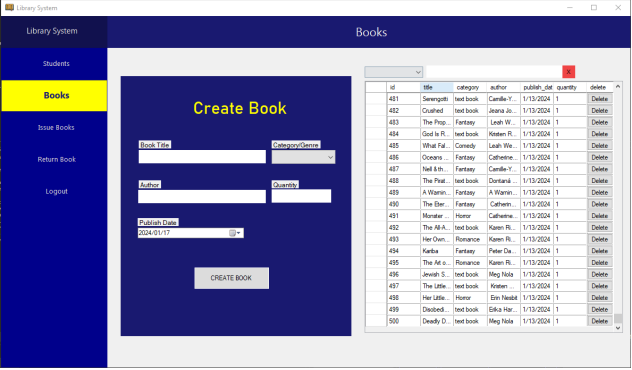 Library System
Library System
Books
Students
Books
Issue Books
Return Book
Logout
Create Book
Book Title
Category/Genre
Author
Quantity
Publish Date
2024/01/17
CREATE BOOK
X
id title category author publish_dat quantity delete
481 Serengotti text book Camille-Y... 1/13/2024 1 Delete
482 Crushed text book Jeana Jo... 1/13/2024 1 Delete
483 The Prop... Fantasy Leah W... 1/13/2024 1 Delete
484 God Is R... text book Kristen R... 1/13/2024 1 Delete
485 What Fal... Comedy Leah We... 1/13/2024 1 Delete
486 Oceans ... Fantasy Catherine... 1/13/2024 1 Delete
487 Nell & th... Fantasy Camille-Y... 1/13/2024 1 Delete
488 The Pirat... text book Dontaná ... 1/13/2024 1 Delete
489 A Warnin... Fantasy A Warnin... 1/13/2024 1 Delete
490 The Eter... Fantasy Catherin... 1/13/2024 1 Delete
491 Monster ... Horror Catherine... 1/13/2024 1 Delete
492 The All-A... text book Karen Ri... 1/13/2024 1 Delete
493 Her Own... Romance Karen Ri... 1/13/2024 1 Delete
494 Kariba Fantasy Peter Da... 1/13/2024 1 Delete
495 The Art o... Romance Karen Ri... 1/13/2024 1 Delete
496 Jewish S... text book Meg Nola 1/13/2024 1 Delete
497 The Little... text book Kristen ... 1/13/2024 1 Delete
498 Her Little... Horror Erin Nesbit 1/13/2024 1 Delete
499 Disobedi... text book Erika Har... 1/13/2024 1 Delete
500 Deadly D... text book Meg Nola 1/13/2024 1 Delete